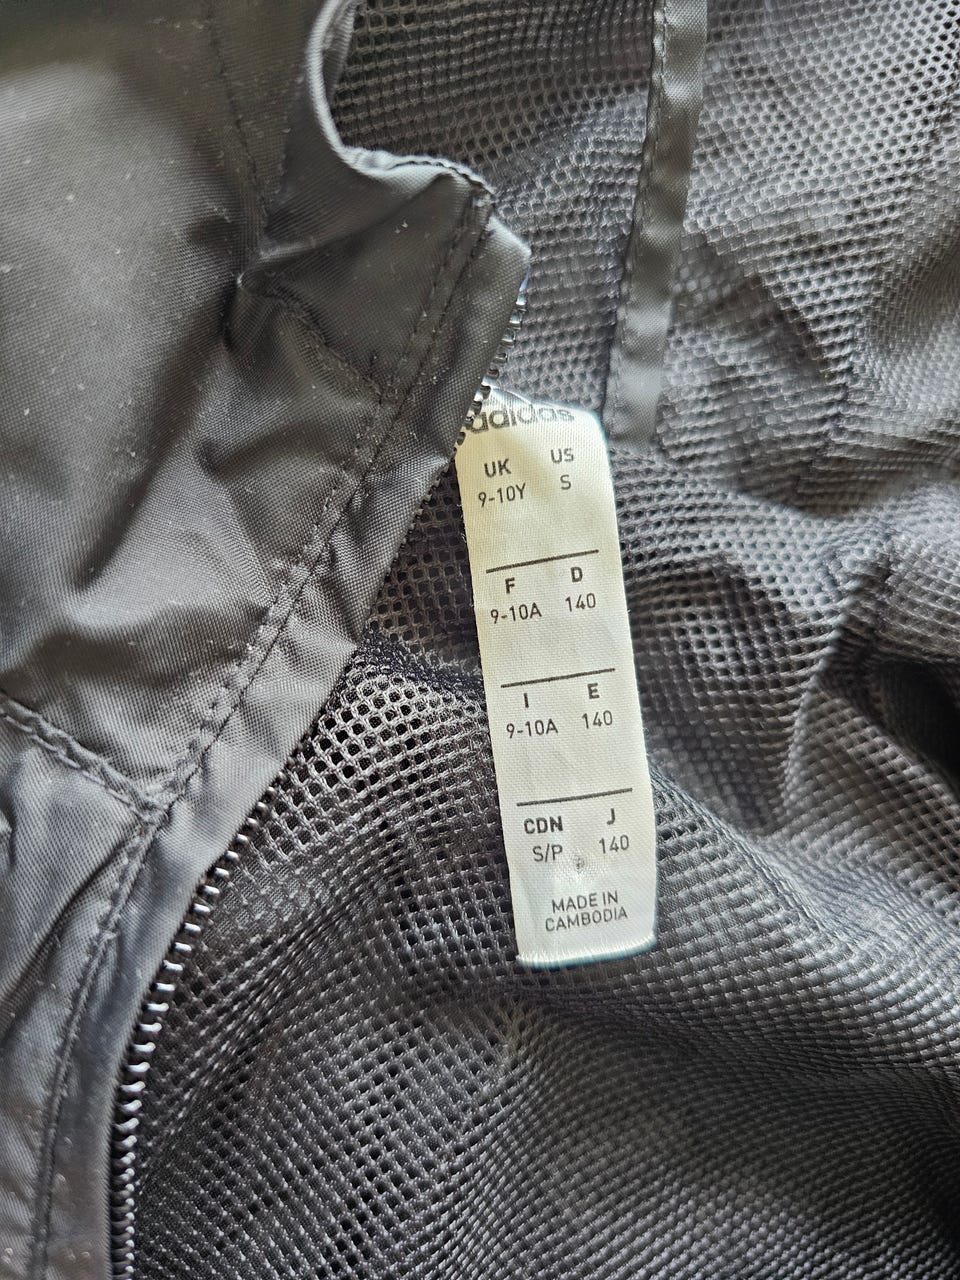 adidas
UK US
9-10Y S
F D
9-10A 140
I E
9-10A 140
CDN J
S/P 140
MADE IN
CAMBODIA